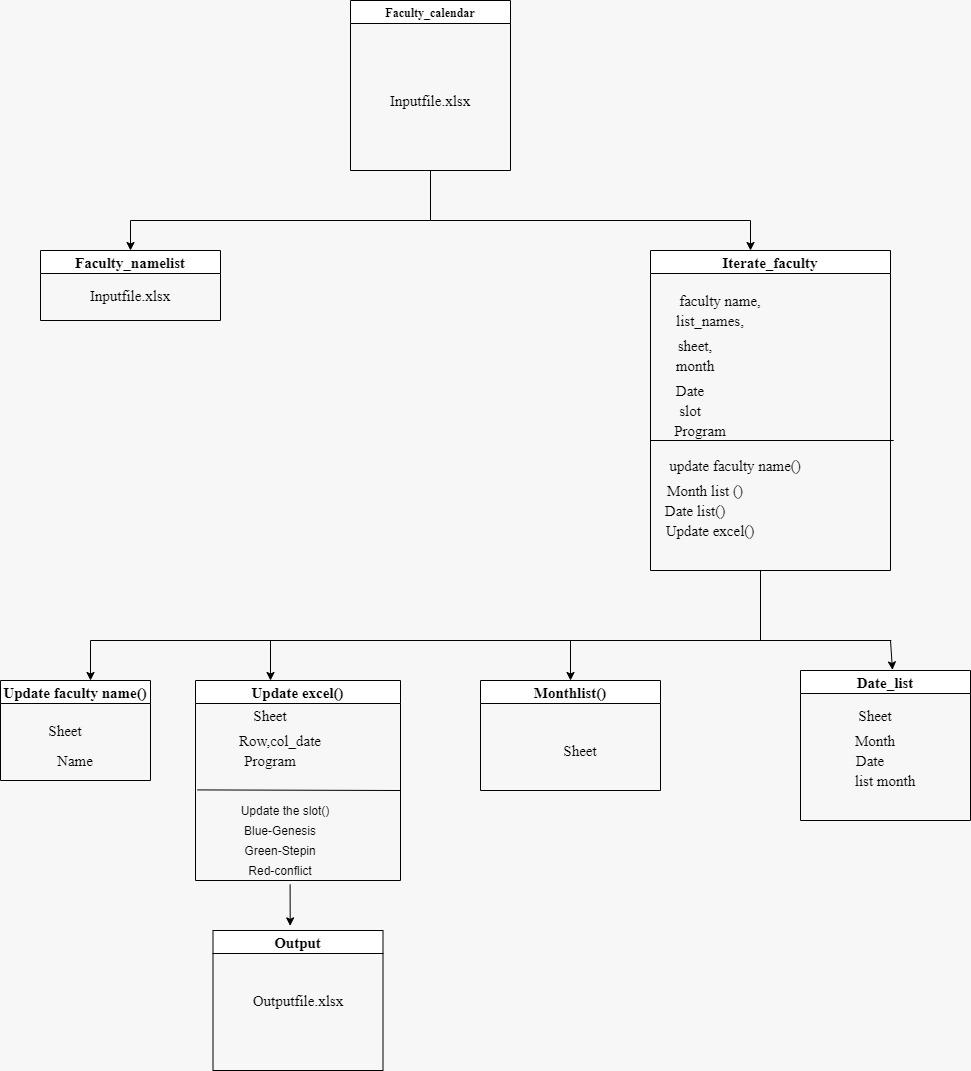 Faculty_calendar
Inputfile.xlsx
Faculty_namelist
Inputfile.xlsx
Iterate_faculty
faculty name,
list_names,
sheet,
month
Date
slot
Program
update faculty name()
Month list ()
Date list()
Update excel()
Update faculty name()
Sheet
Name
Update excel()
Sheet
Row,col_date
Program
Update the slot()
Blue-Genesis
Green-Stepin
Red-conflict
Monthlist()
Sheet
Date_list
Sheet
Month
Date
list month
Output
Outputfile.xlsx